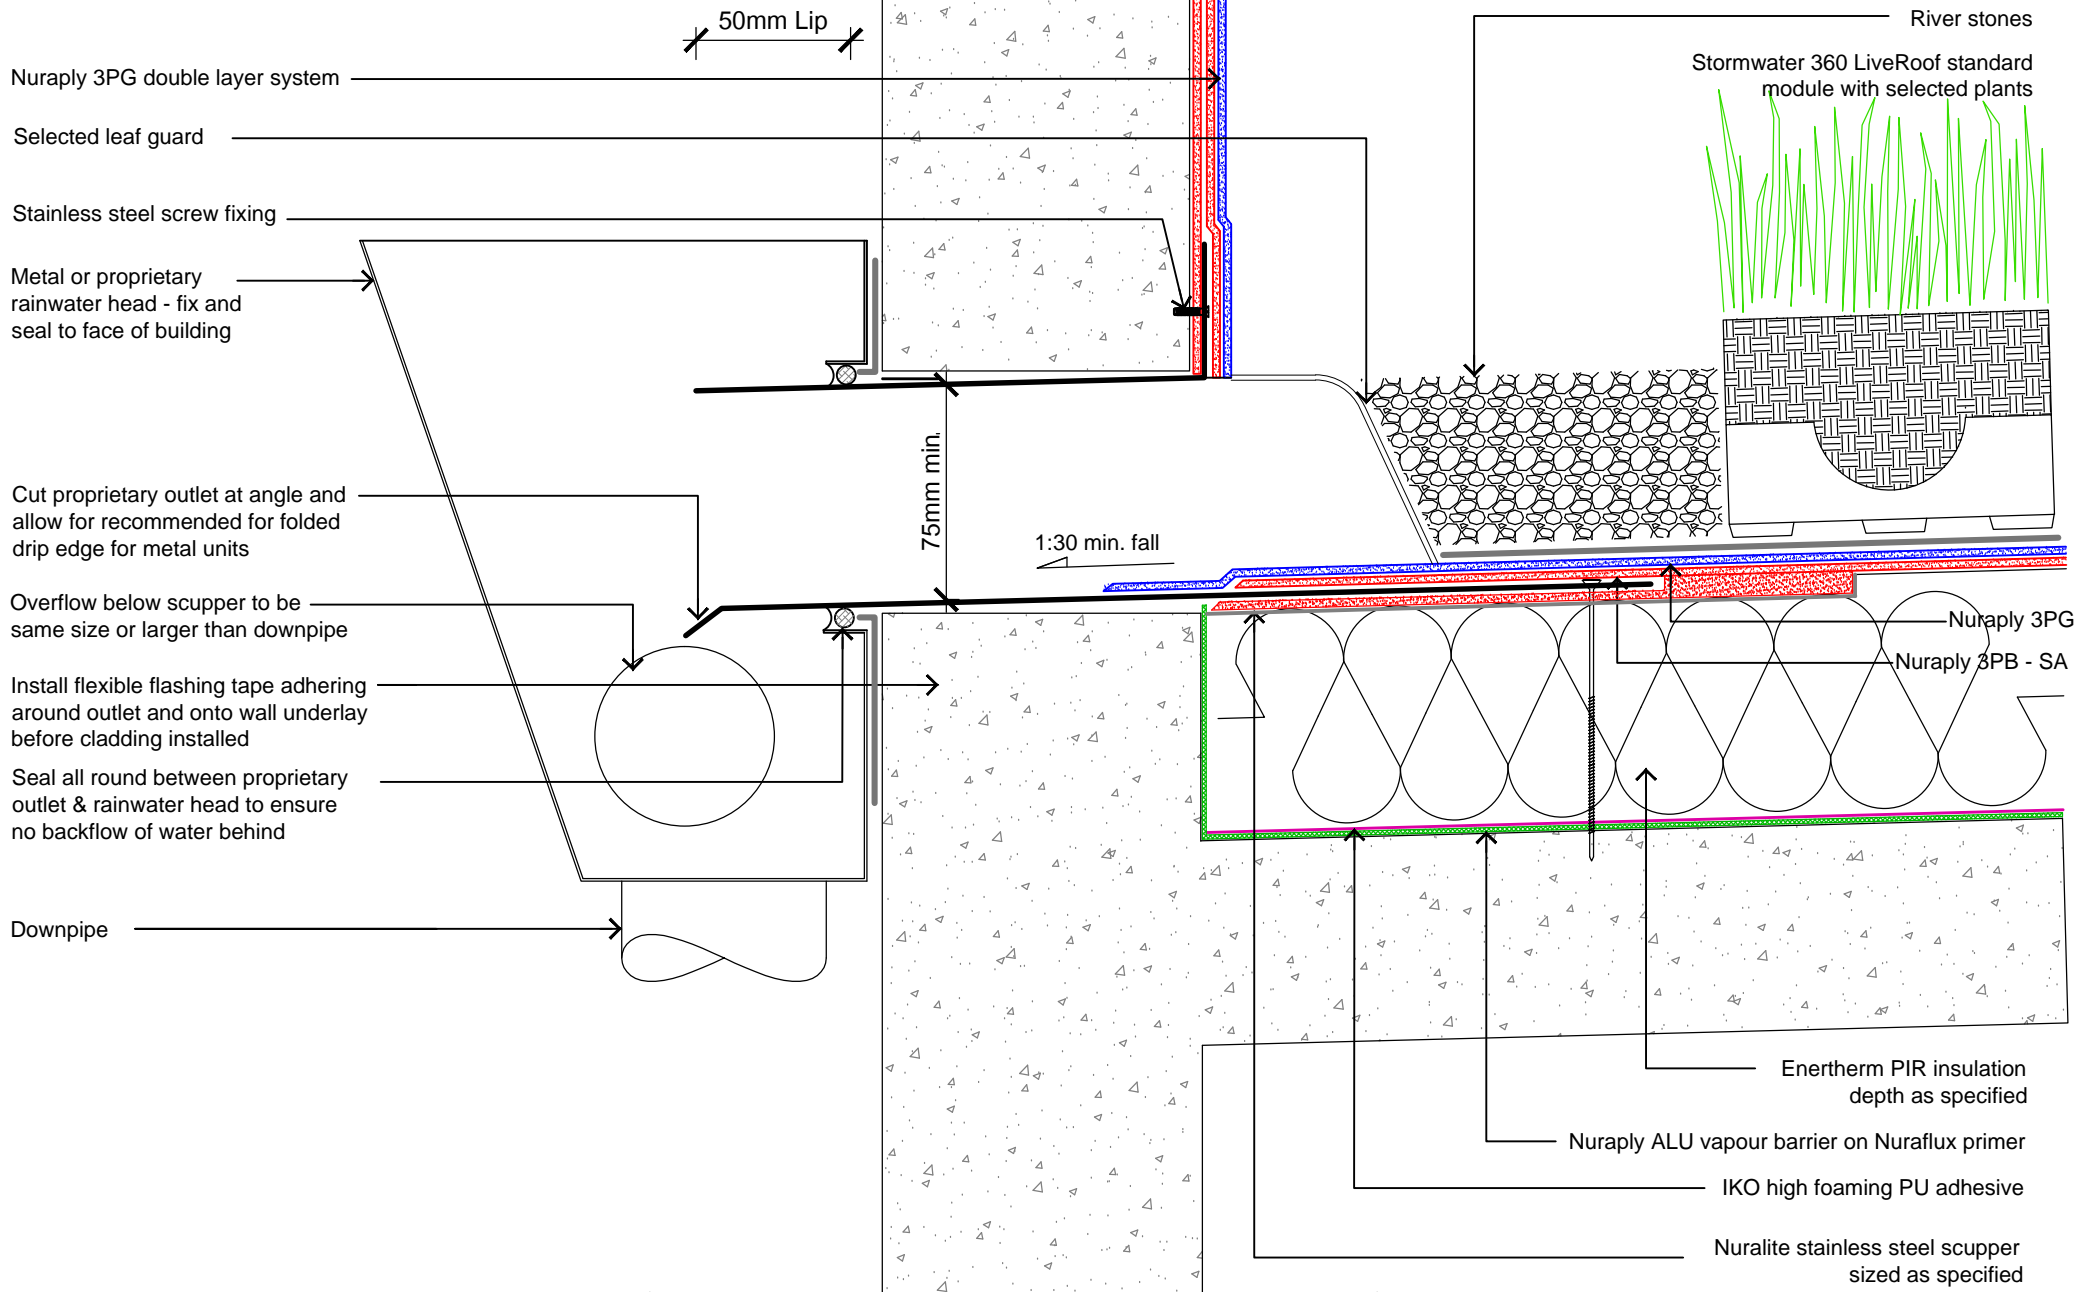 50mm Lip
Nuraply 3PG double layer system
Selected leaf guard
Stainless steel screw fixing
Metal or proprietary
rainwater head - fix and
seal to face of building
Cut proprietary outlet at angle and
allow for recommended for folded
drip edge for metal units
Overflow below scupper to be
same size or larger than downpipe
Install flexible flashing tape adhering
around outlet and onto wall underlay
before cladding installed
Seal all round between proprietary
outlet & rainwater head to ensure
no backflow of water behind
Downpipe
75mm min.
1:30 min. fall
River stones
Stormwater 360 LiveRoof standard
module with selected plants
Nuraply 3PG
Nuraply 3PB - SA
Enertherm PIR insulation
depth as specified
Nuraply ALU vapour barrier on Nuraflux primer
IKO high foaming PU adhesive
Nuralite stainless steel scupper
sized as specified